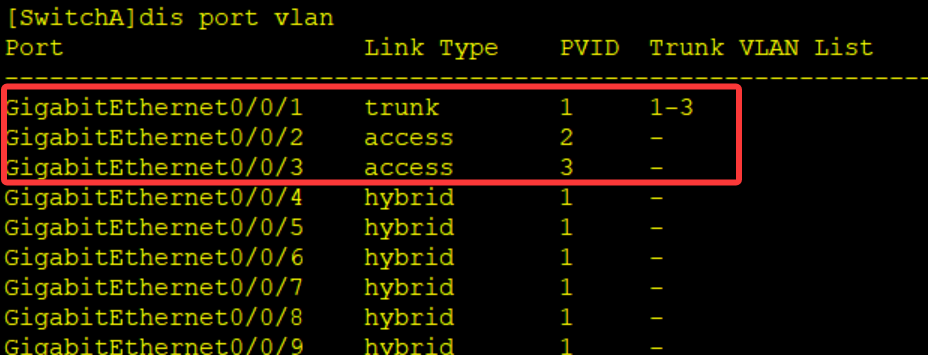 [SwitchA]dis port vlan
Port                    Link Type    PVID  Trunk VLAN List
-------------------------------------------------------------
GigabitEthernet0/0/1    trunk        1     1-3
GigabitEthernet0/0/2    access       2     -
GigabitEthernet0/0/3    access       3     -
GigabitEthernet0/0/4    hybrid       1     -
GigabitEthernet0/0/5    hybrid       1     -
GigabitEthernet0/0/6    hybrid       1     -
GigabitEthernet0/0/7    hybrid       1     -
GigabitEthernet0/0/8    hybrid       1     -
GigabitEthernet0/0/9    hybrid       1     -